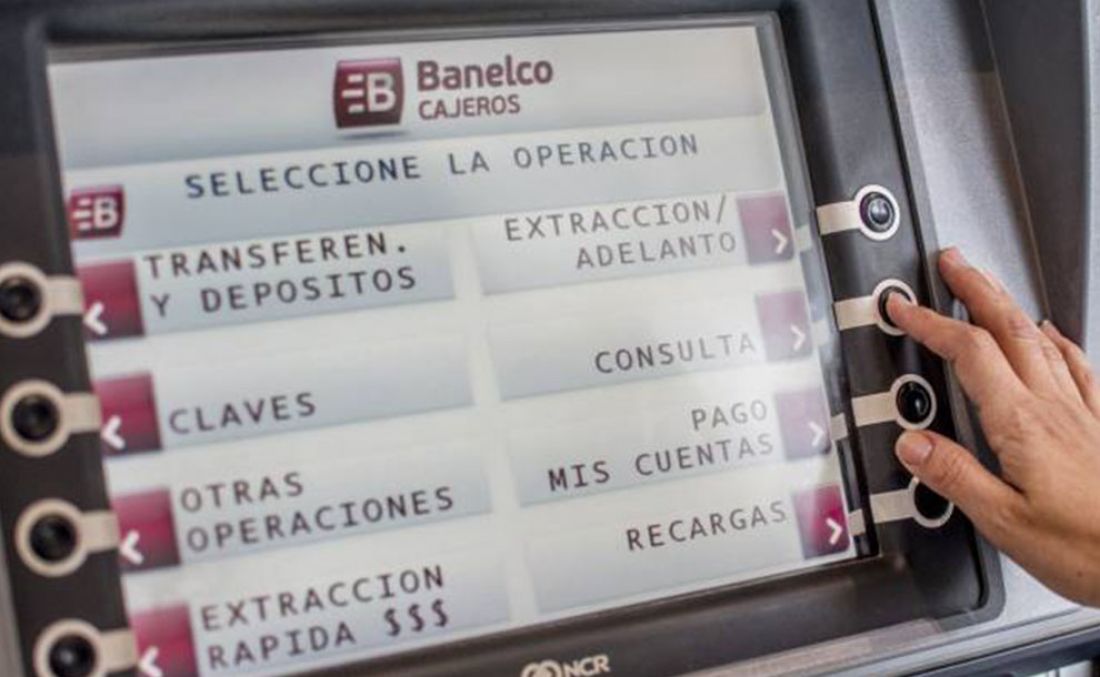 Banelco
CAJEROS
SELECCIONE LA OPERACION
B
B
TRANSFEREN.
Y DEPOSITOS
EXTRACCION/
ADELANTO
CLAVES
CONSULTA
OTRAS
OPERACIONES
PAGO
MIS CUENTAS
EXTRACCION
RAPIDA $$$
RECARGAS
NCR